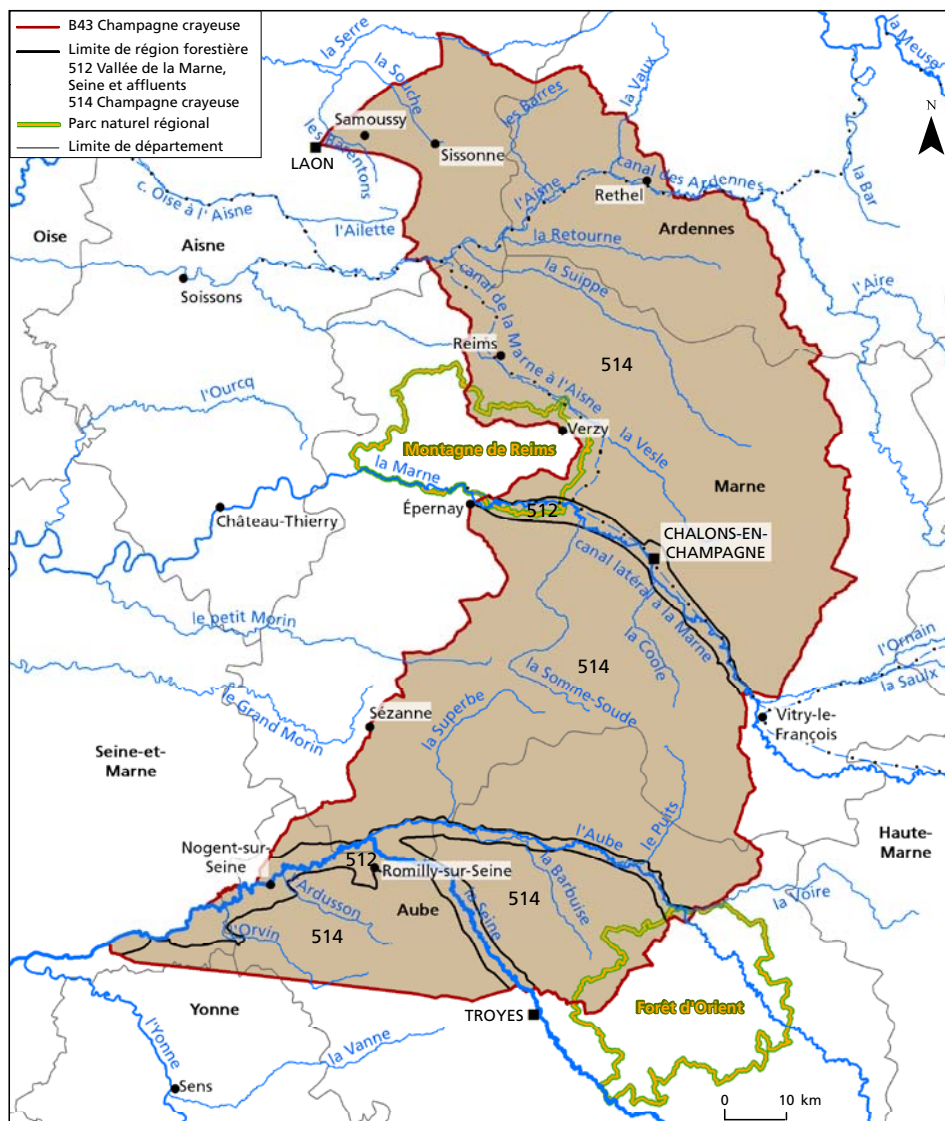 B43 Champagne crayeuse
Limite de région forestière
512 Vallée de la Marne,
Seine et affluents
514 Champagne crayeuse
Parc naturel régional
Limite de département
la Serre
la Souche
les Barres
la Vaux
la Meuse
N
Samoussy
les Barentons
LAON
Sissonne
canal des Ardennes
la Bar
c. Oise à l'Aisne
l'Aisne
Rethel
Oise
Aisne
l'Ailette
la Retourne
Ardennes
Soissons
la Suippe
l'Aire
canal de la Marne à l'Aisne
Reims
514
l'Ourcq
Verzy
Montagne de Reims
la Vesle
la Marne
Marne
Château-Thierry
Épernay
512
CHALONS-EN-
CHAMPAGNE
canal latéral à la Marne
le petit Morin
la Coole
l'Ornain
514
la Saulx
la Somme-Soude
le Grand Morin
Sézanne
la Superbe
Vitry-le-
François
Seine-et-
Marne
le Puits
l'Aube
Haute-
Marne
Nogent-sur-
Seine
512
Romilly-sur-Seine
la Barbuise
la Voire
Ardusson
Aube
la Seine
514
l'Orvin
514
Yonne
TROYES
Forêt d'Orient
l'Yonne
la Vanne
Sens
0 10 km